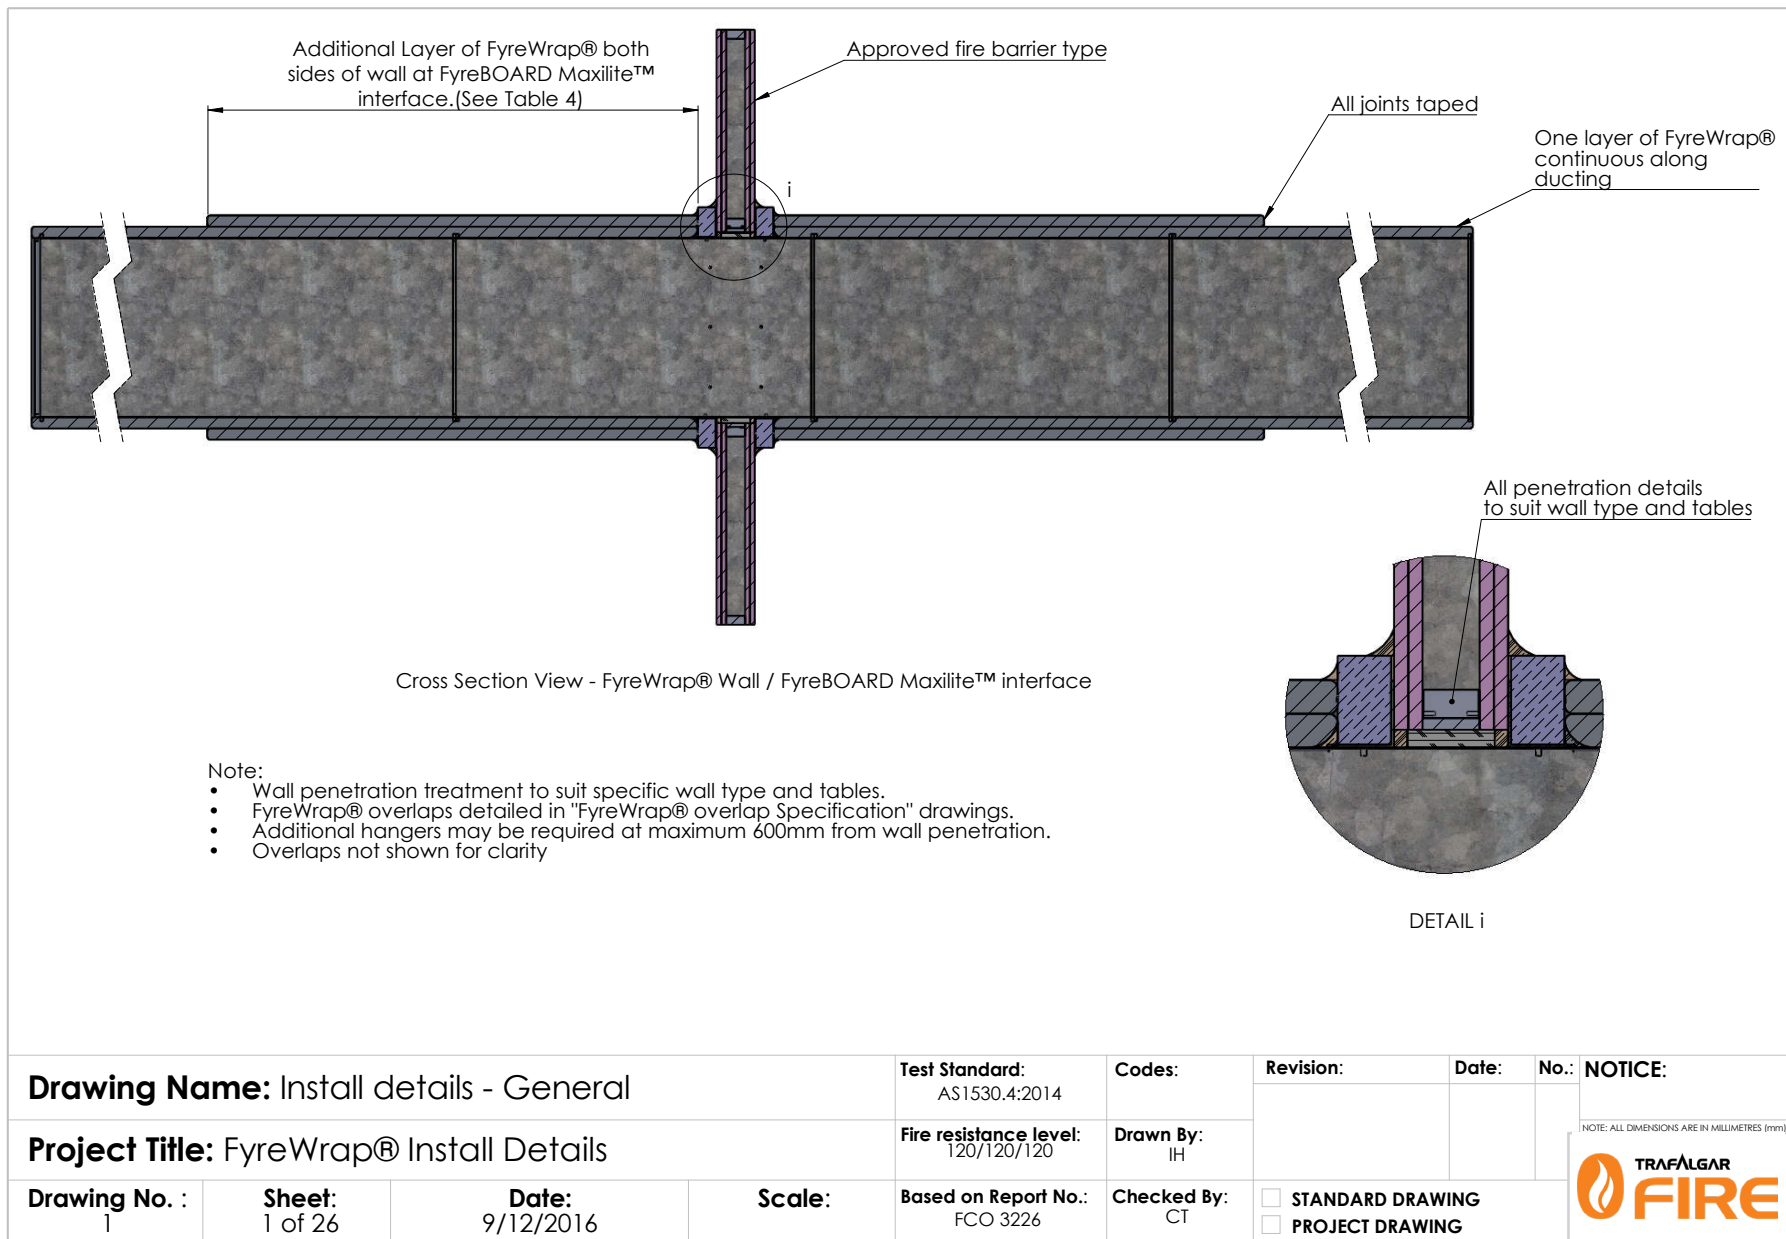 Additional Layer of FyreWrap® both
sides of wall at FyreBOARD Maxilite™
interface.(See Table 4)
Approved fire barrier type
All joints taped
One layer of FyreWrap®
continuous along
ducting
i
All penetration details
to suit wall type and tables
Cross Section View - FyreWrap® Wall / FyreBOARD Maxilite™ interface
Note:
• Wall penetration treatment to suit specific wall type and tables.
• FyreWrap® overlaps detailed in "FyreWrap® overlap Specification" drawings.
• Additional hangers may be required at maximum 600mm from wall penetration.
• Overlaps not shown for clarity
DETAIL i
Drawing Name: Install details - General
Test Standard:
AS1530.4:2014
Codes:
Revision:
Date:
No.:
NOTICE:
Project Title: FyreWrap® Install Details
Fire resistance level:
120/120/120
Drawn By:
IH
NOTE: ALL DIMENSIONS ARE IN MILLIMETRES (mm)
Drawing No. :
1
Sheet:
1 of 26
Date:
9/12/2016
Scale:
Based on Report No.:
FCO 3226
Checked By:
CT
STANDARD DRAWING
PROJECT DRAWING
TRAFALGAR
FIRE